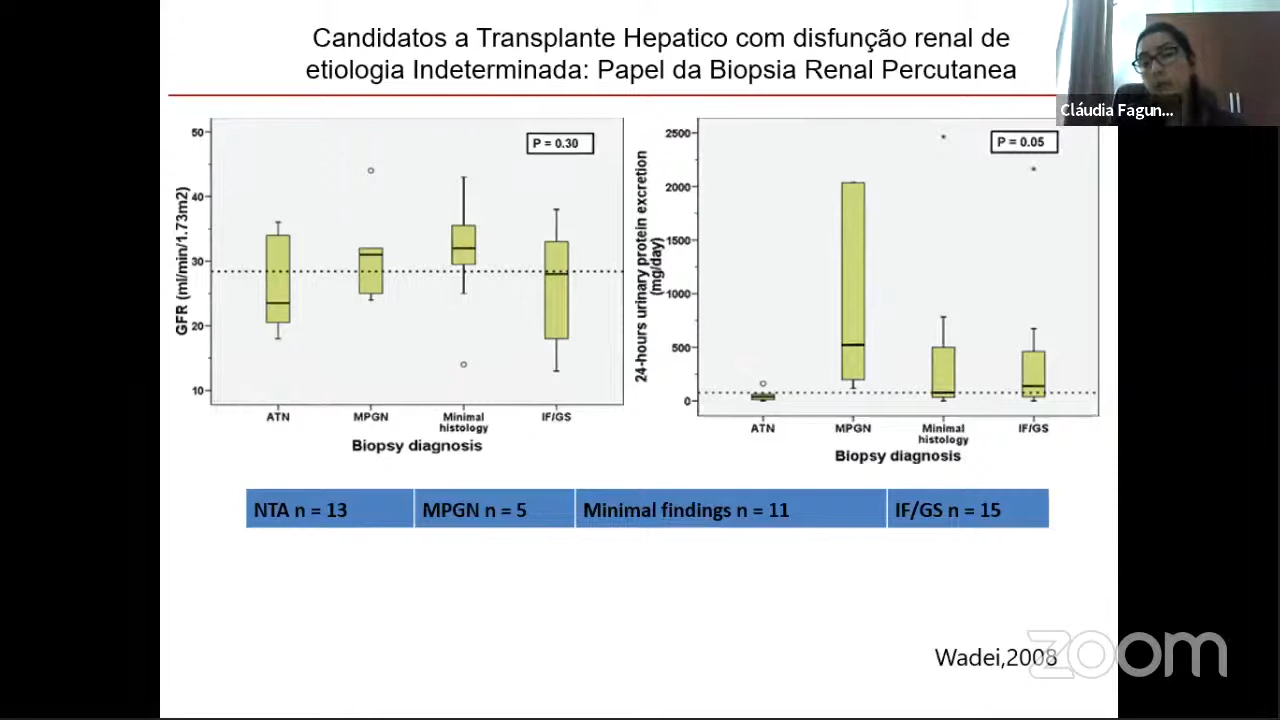 Candidatos a Transplante Hepatico com disfunção renal de
etiologia Indeterminada: Papel da Biopsia Renal Percutanea
Cláudia Fagun...
P = 0.30
50
40
30
20
10
GFR (ml/min/1.73m2)
ATN
MPGN
Minimal
histology
IF/GS
Biopsy diagnosis
P = 0.05
2500
2000
1500
1000
500
0
24-hours urinary protein excretion
(mg/day)
ATN
MPGN
Minimal
histology
IF/GS
Biopsy diagnosis
NTA n = 13
MPGN n = 5
Minimal findings n = 11
IF/GS n = 15
Wadei,2008
zoom